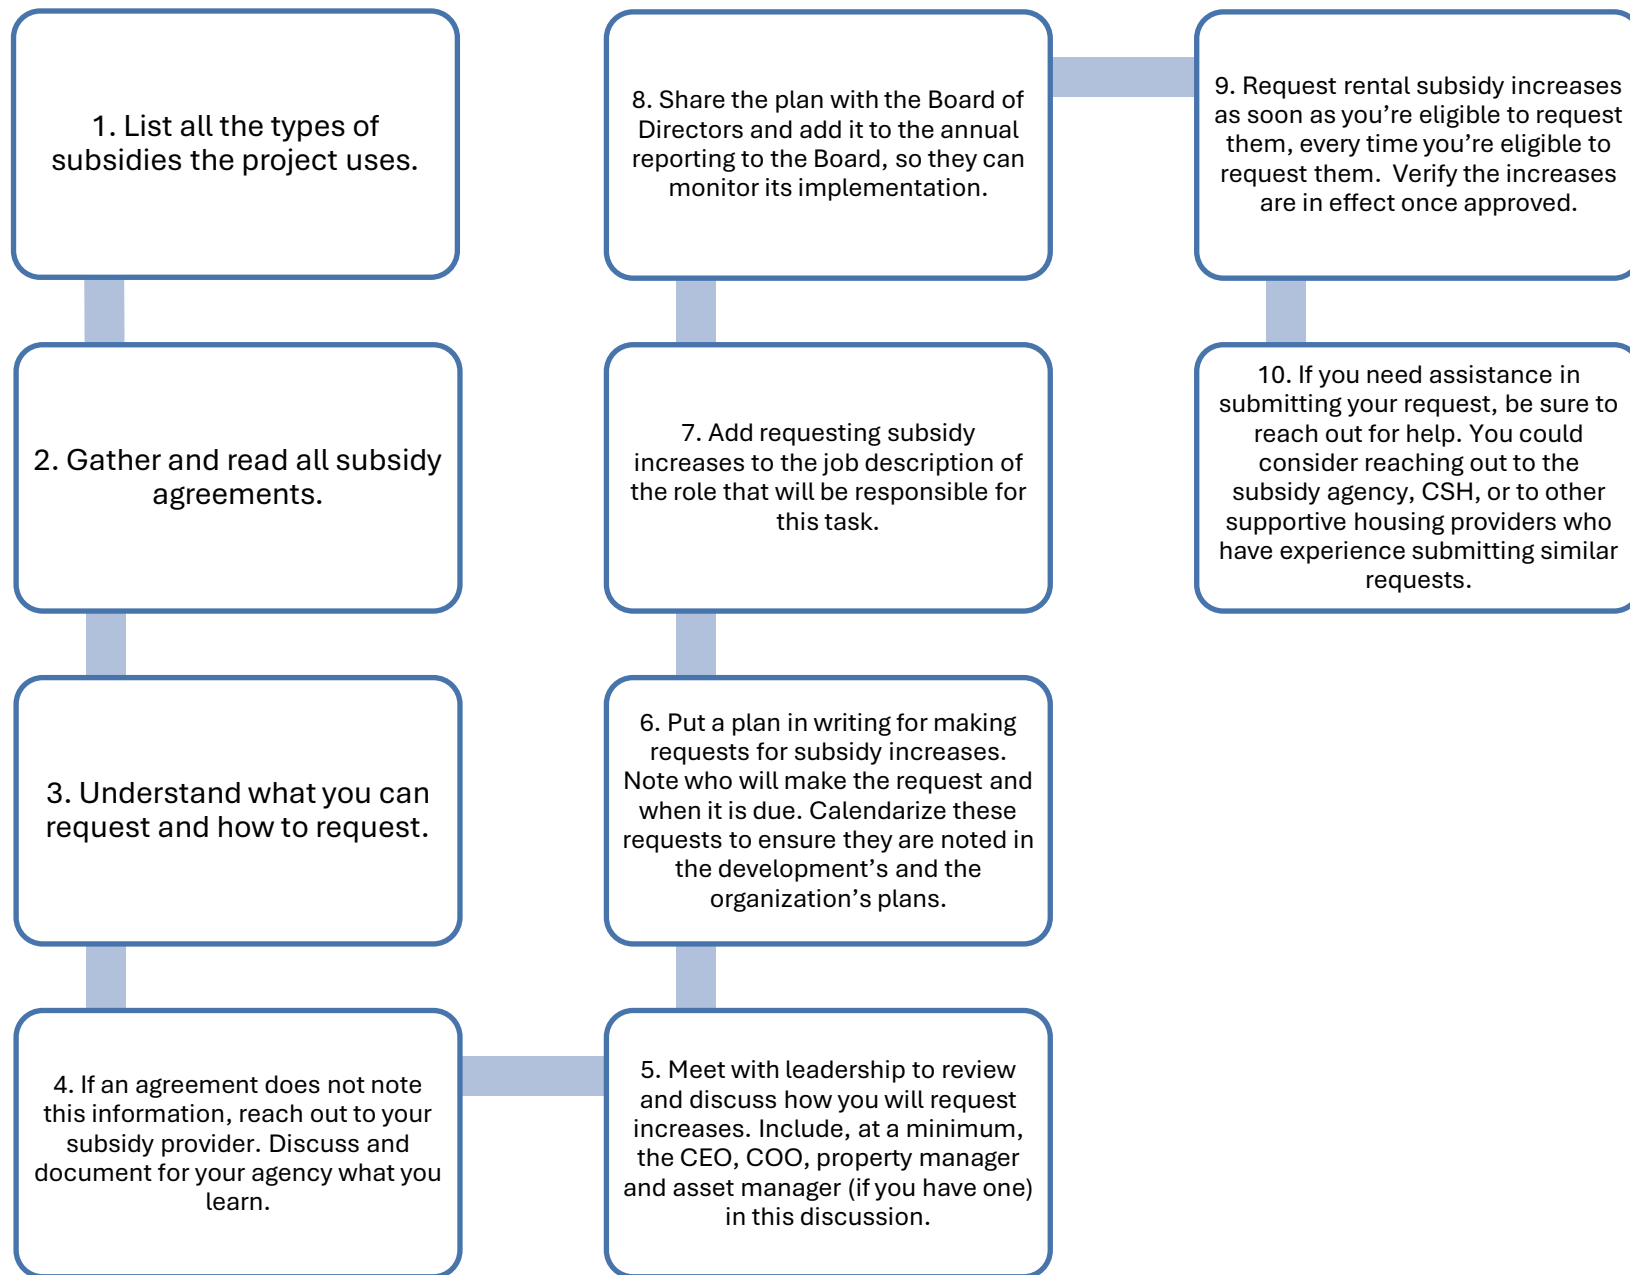 1. List all the types of
subsidies the project uses.
2. Gather and read all subsidy
agreements.
3. Understand what you can
request and how to request.
4. If an agreement does not note
this information, reach out to your
subsidy provider. Discuss and
document for your agency what you
learn.
5. Meet with leadership to review
and discuss how you will request
increases. Include, at a minimum,
the CEO, COO, property manager
and asset manager (if you have one)
in this discussion.
6. Put a plan in writing for making
requests for subsidy increases.
Note who will make the request and
when it is due. Calendarize these
requests to ensure they are noted in
the development’s and the
organization’s plans.
7. Add requesting subsidy
increases to the job description of
the role that will be responsible for
this task.
8. Share the plan with the Board of
Directors and add it to the annual
reporting to the Board, so they can
monitor its implementation.
9. Request rental subsidy increases
as soon as you’re eligible to request
them, every time you’re eligible to
request them.  Verify the increases
are in effect once approved.
10. If you need assistance in
submitting your request, be sure to
reach out for help. You could
consider reaching out to the
subsidy agency, CSH, or to other
supportive housing providers who
have experience submitting similar
requests.